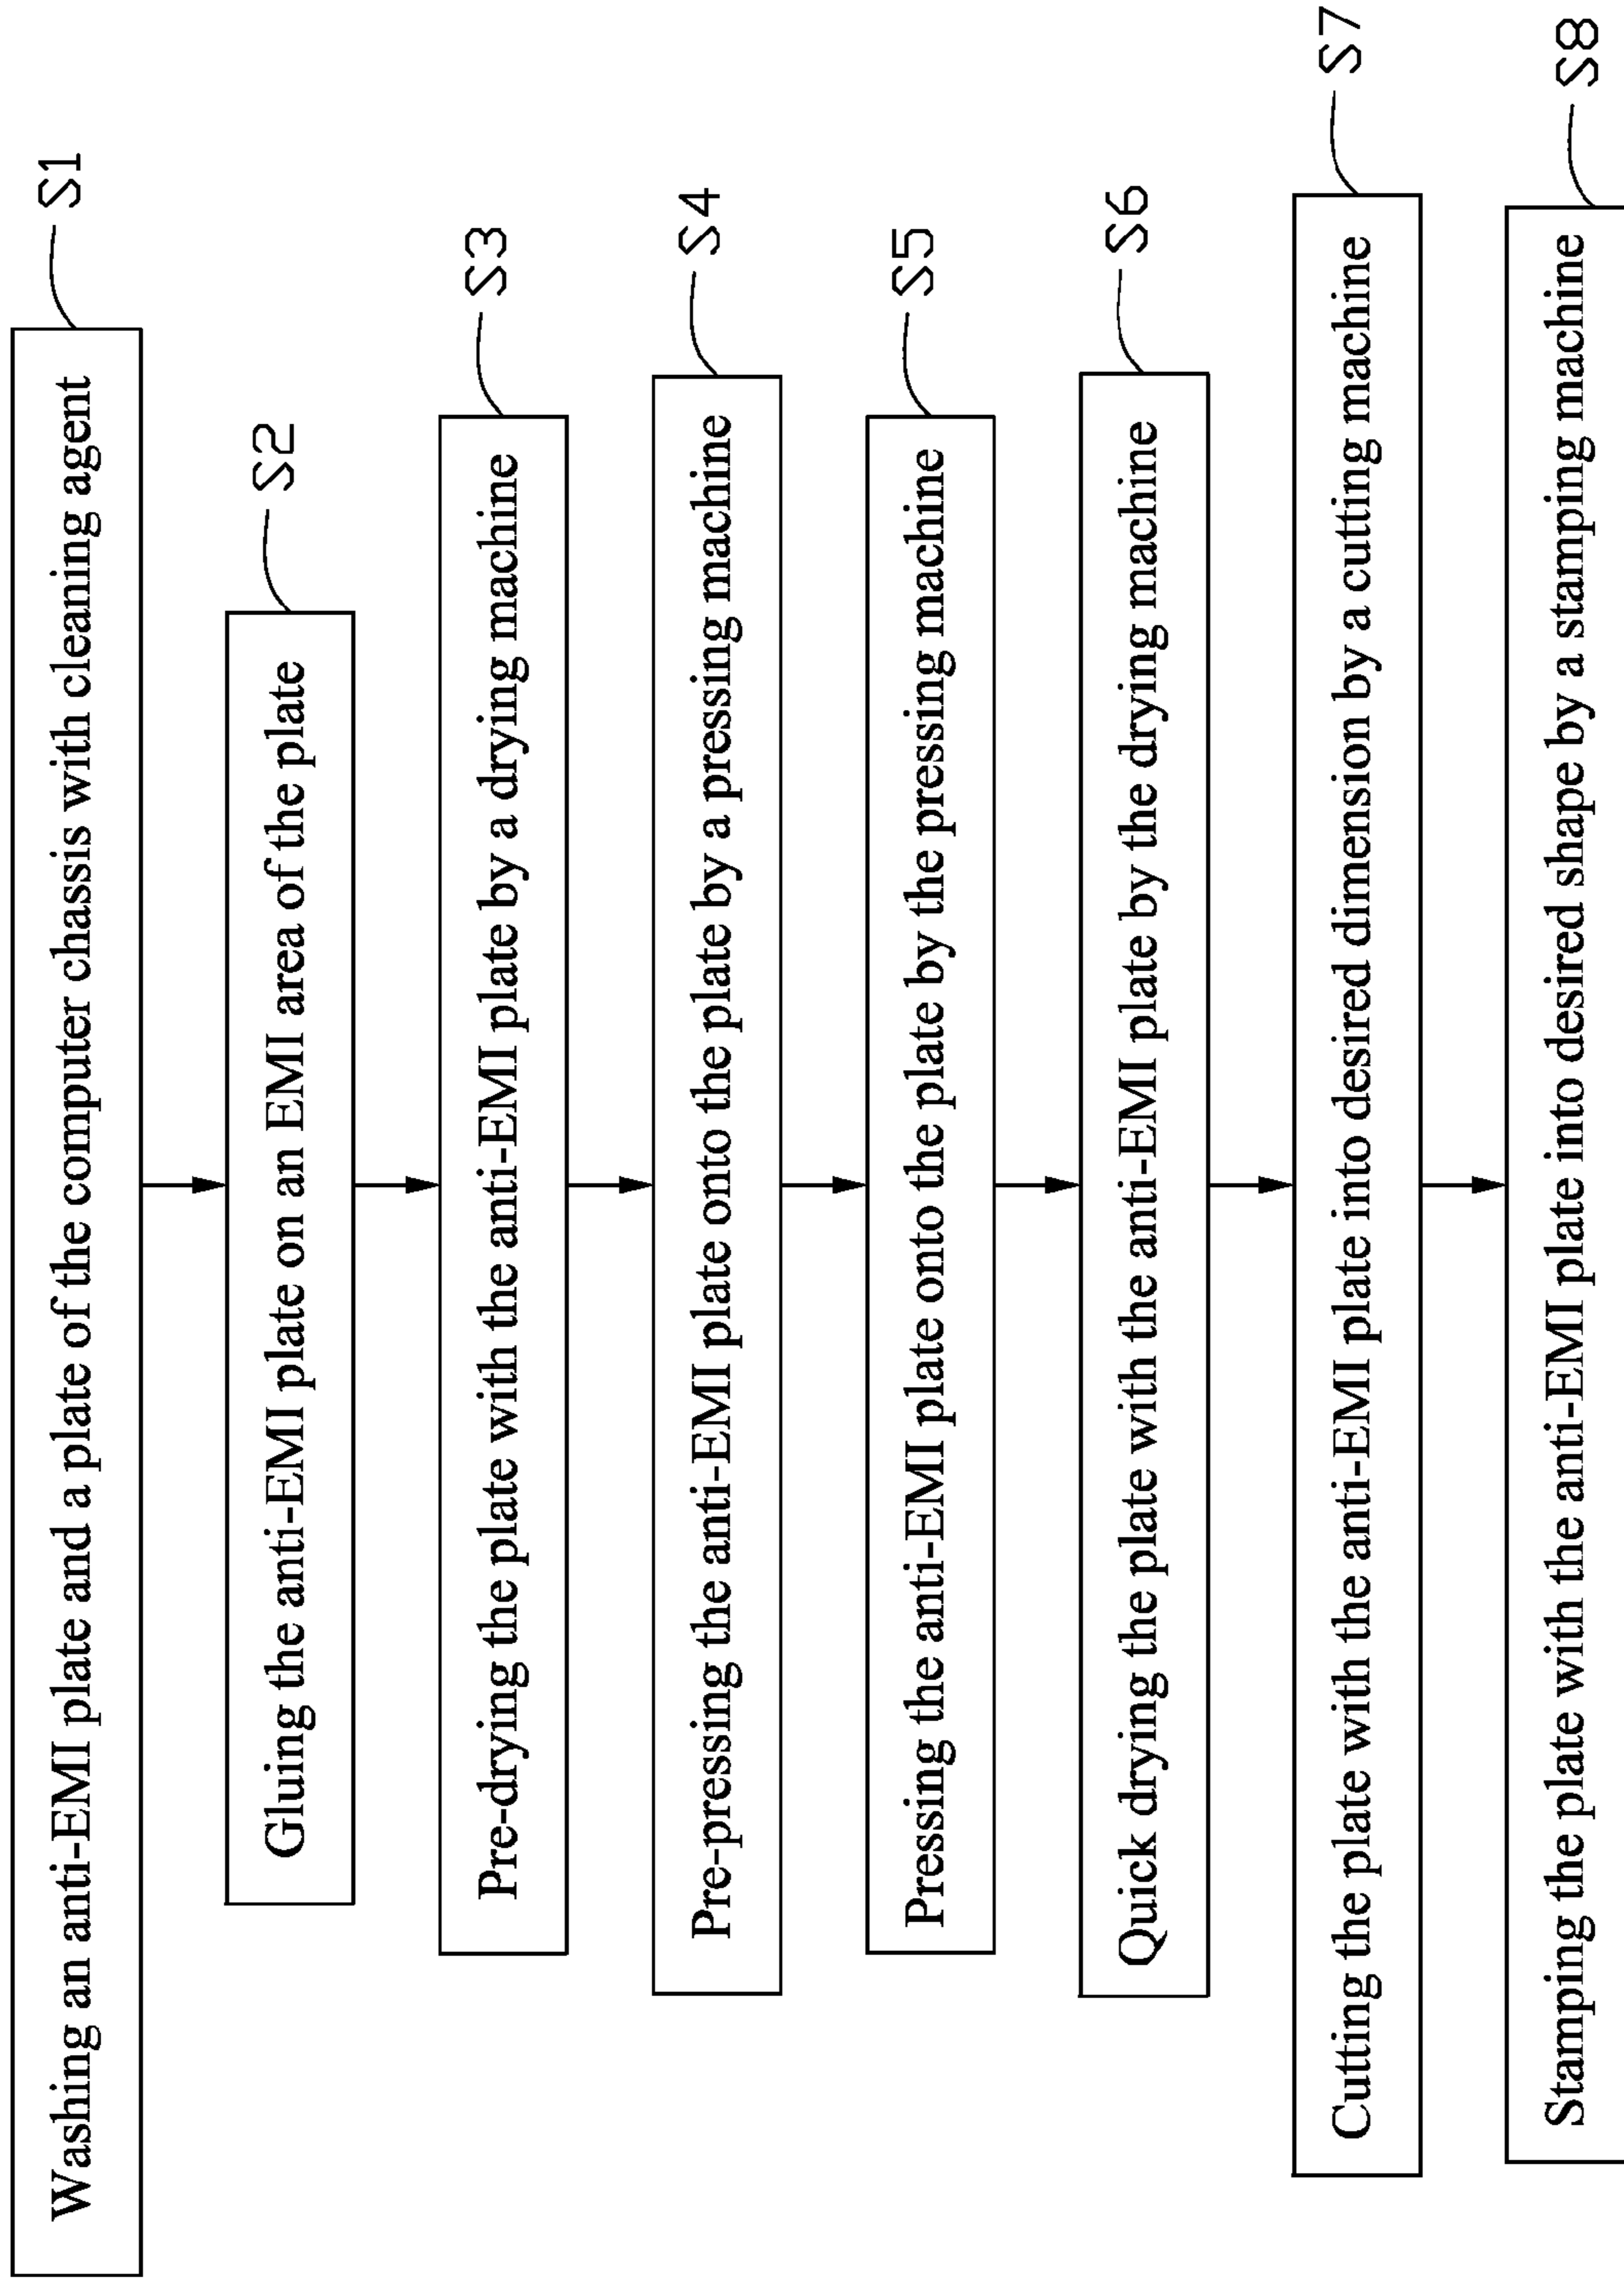 Washing an anti-EMI plate and a plate of the computer chassis with cleaning agent
S1
Gluing the anti-EMI plate on an EMI area of the plate
S2
Pre-drying the plate with the anti-EMI plate by a drying machine
S3
Pre-pressing the anti-EMI plate onto the plate by a pressing machine
S4
Pressing the anti-EMI plate onto the plate by the pressing machine
S5
Quick drying the plate with the anti-EMI plate by the drying machine
S6
Cutting the plate with the anti-EMI plate into desired dimension by a cutting machine
S7
Stamping the plate with the anti-EMI plate into desired shape by a stamping machine
S8